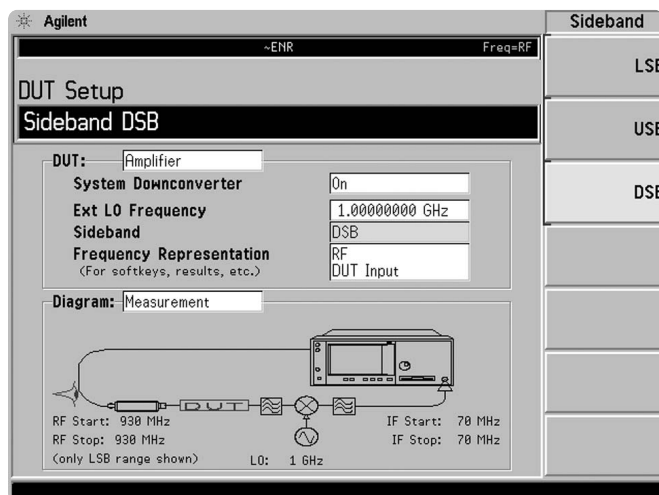 Agilent
Sideband
~ENR Freq=RF
LSB
DUT Setup
Sideband DSB
USB
DUT: Amplifier
System Downconverter On
DSB
Ext LO Frequency 1.00000000 GHz
Sideband DSB
Frequency Representation RF
(For softkeys, results, etc.) DUT Input
Diagram: Measurement
DUT
RF Start: 930 MHz IF Start: 70 MHz
RF Stop: 930 MHz IF Stop: 70 MHz
(only LSB range shown) LO: 1 GHz